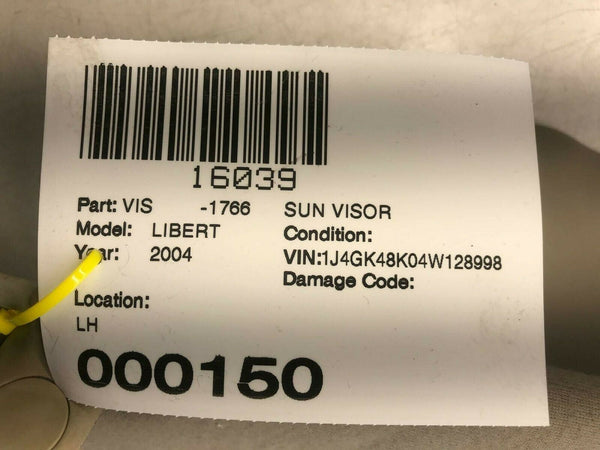 16039
Part: VIS -1766 SUN VISOR
Model: LIBERT Condition:
Year: 2004 VIN:1J4GK48K04W128998
Damage Code:
Location:
LH
000150